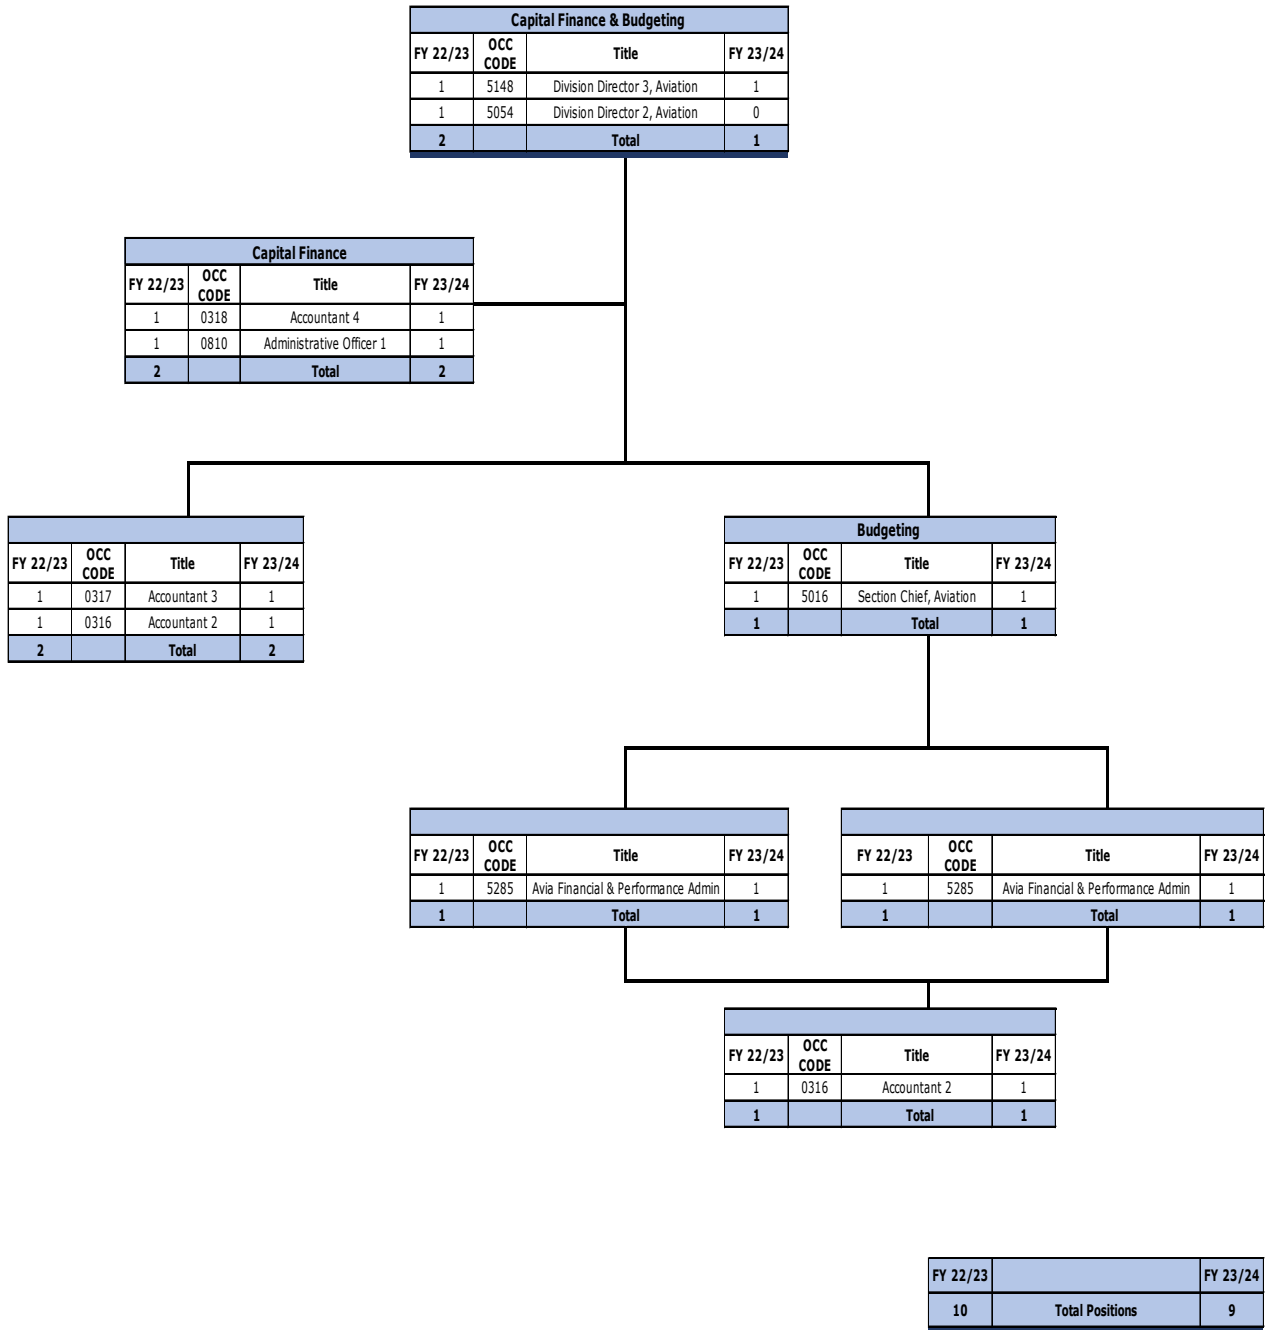 Capital Finance & Budgeting
FY 22/23 OCC CODE Title FY 23/24
1 5148 Division Director 3, Aviation 1
1 5054 Division Director 2, Aviation 0
2 Total 1
Capital Finance
FY 22/23 OCC CODE Title FY 23/24
1 0318 Accountant 4 1
1 0810 Administrative Officer 1 1
2 Total 2
FY 22/23 OCC CODE Title FY 23/24
1 0317 Accountant 3 1
1 0316 Accountant 2 1
2 Total 2
Budgeting
FY 22/23 OCC CODE Title FY 23/24
1 5016 Section Chief, Aviation 1
1 Total 1
FY 22/23 OCC CODE Title FY 23/24
1 5285 Avia Financial & Performance Admin 1
1 Total 1
FY 22/23 OCC CODE Title FY 23/24
1 5285 Avia Financial & Performance Admin 1
1 Total 1
FY 22/23 OCC CODE Title FY 23/24
1 0316 Accountant 2 1
1 Total 1
FY 22/23 FY 23/24
10 Total Positions 9